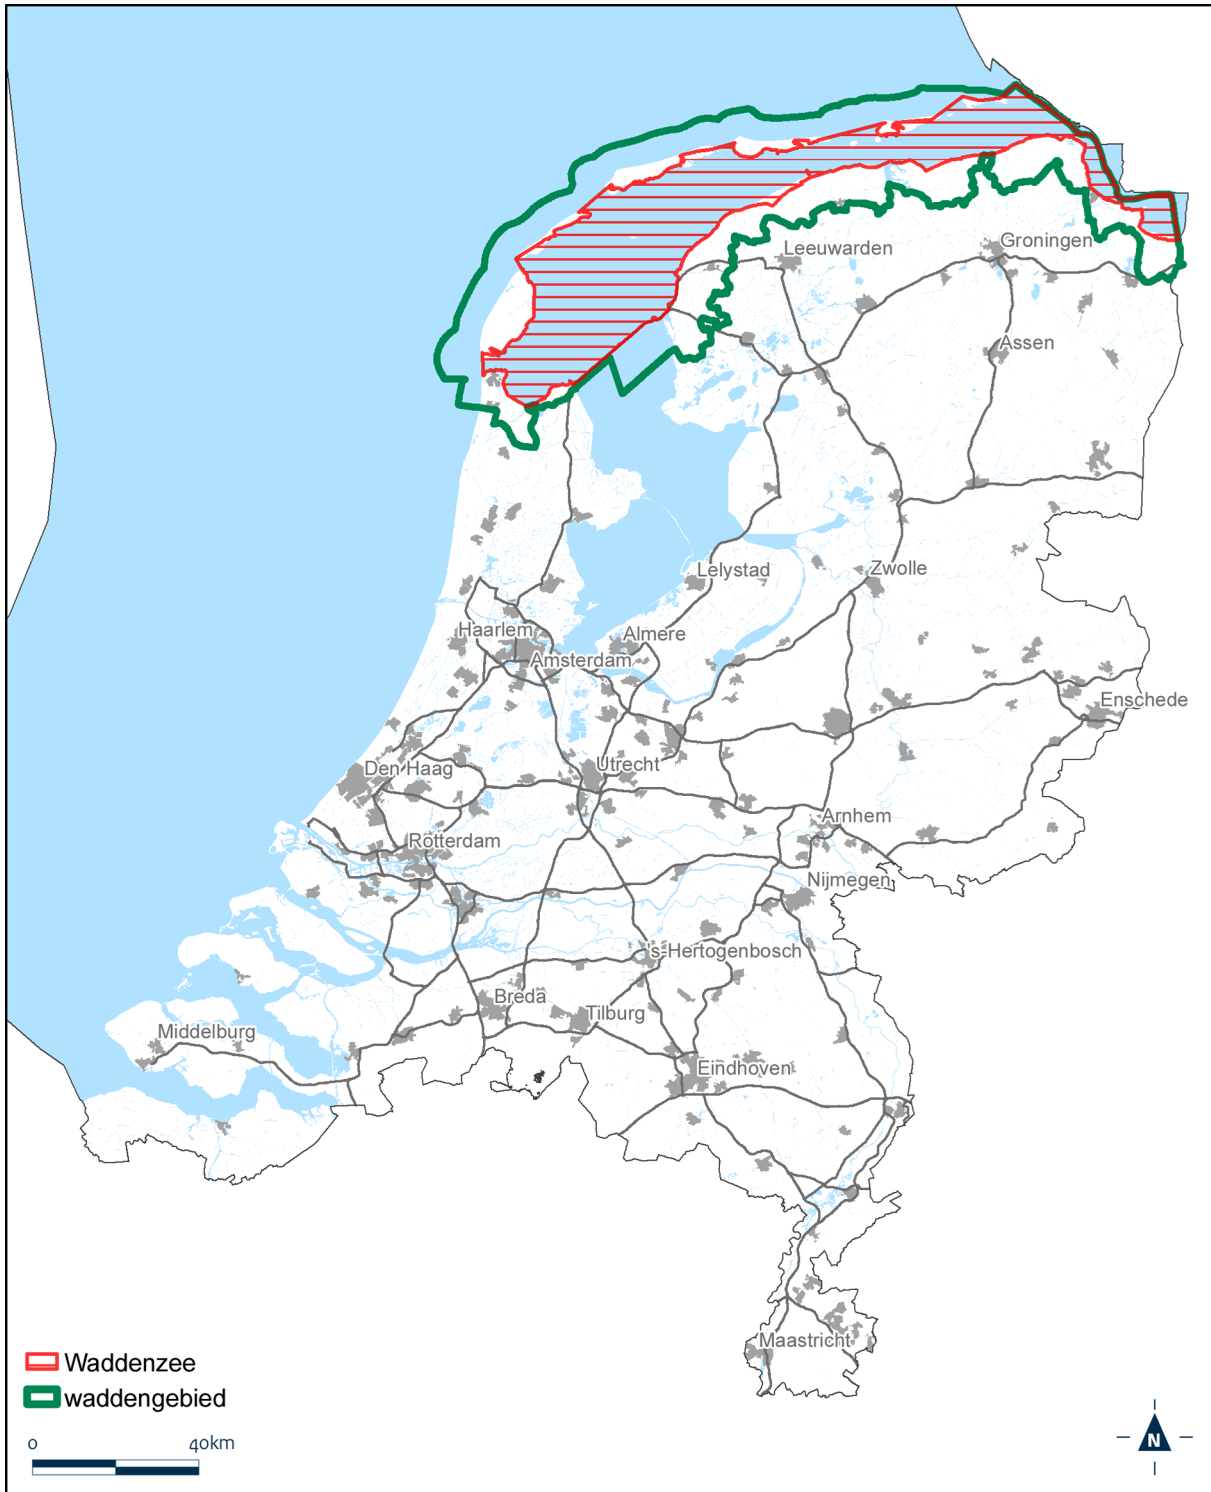 Leeuwarden
Groningen
Assen
Lelystad
Zwolle
Haarlem
Almere
Amsterdam
Enschede
Den Haag
Utrecht
Arnhem
Rotterdam
Nijmegen
's-Hertogenbosch
Breda
Tilburg
Middelburg
Eindhoven
Maastricht
Waddenzee
waddengebied
0 40km
N